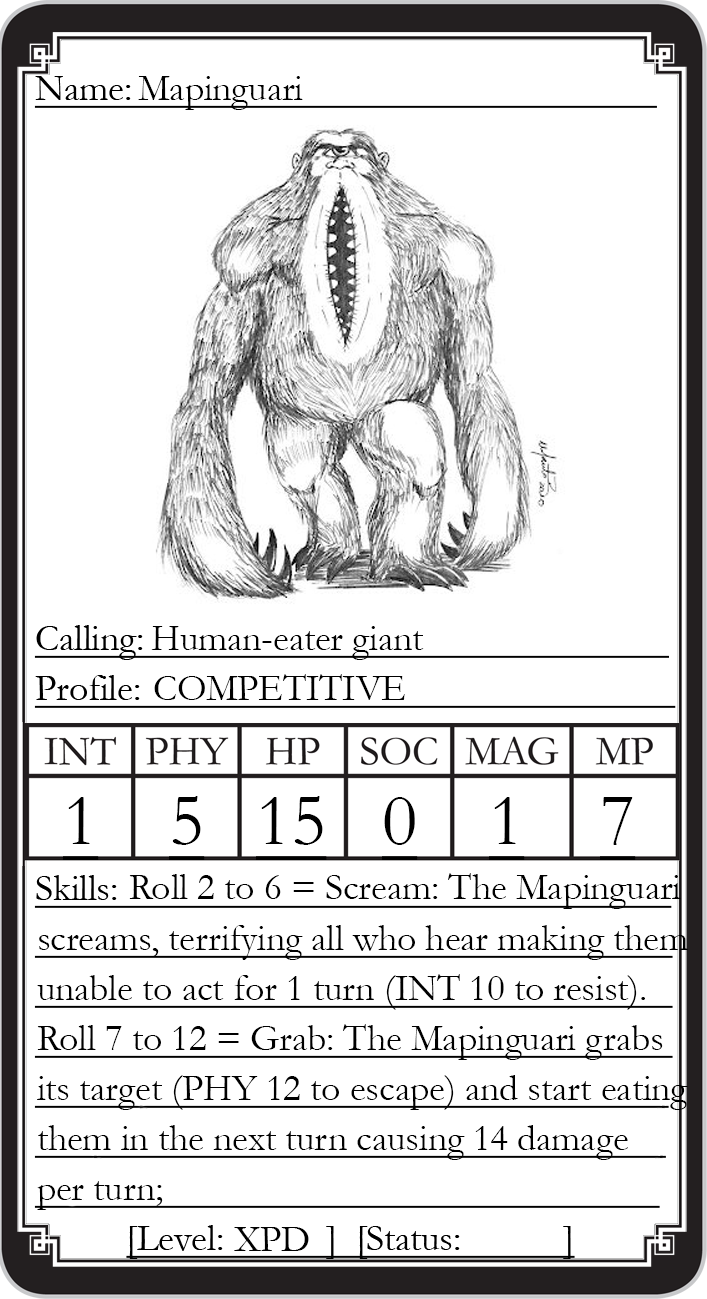 Name: Mapinguari
Calling: Human-eater giant
Profile: COMPETITIVE
INT PHY HP SOC MAG MP
1 5 15 0 1 7
Skills: Roll 2 to 6 = Scream: The Mapinguari
screams, terrifying all who hear making them
unable to act for 1 turn (INT 10 to resist).
Roll 7 to 12 = Grab: The Mapinguari grabs
its target (PHY 12 to escape) and start eating
them in the next turn causing 14 damage
per turn;
[Level: XPD ] [Status: ]